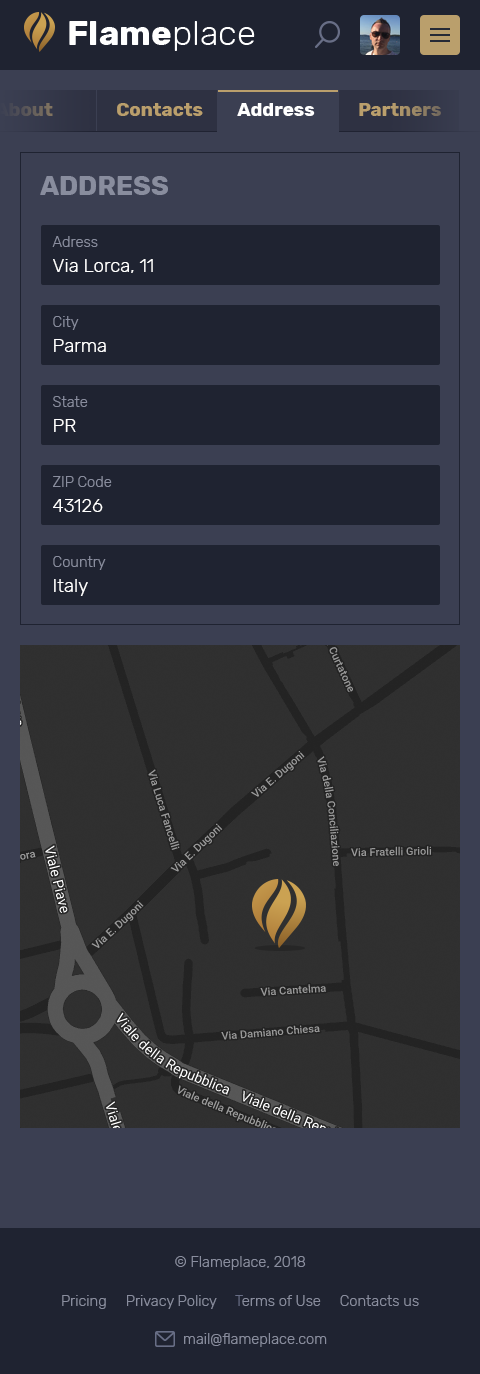 Flameplace
About Contacts Address Partners
ADDRESS
Adress
Via Lorca, 11
City
Parma
State
PR
ZIP Code
43126
Country
Italy
Curtatone
Via E. Dugoni
Via della Conciliazione
Via Luca Fancelli
Via E. Dugoni
Via Fratelli Grioli
ora
Viale Piave
Via E. Dugoni
Via Cantelma
Via Damiano Chiesa
Viale della Repubblica
Viale della Rep
Viale della Repubblic
Viale
© Flameplace, 2018
Pricing Privacy Policy Terms of Use Contacts us
mail@flameplace.com